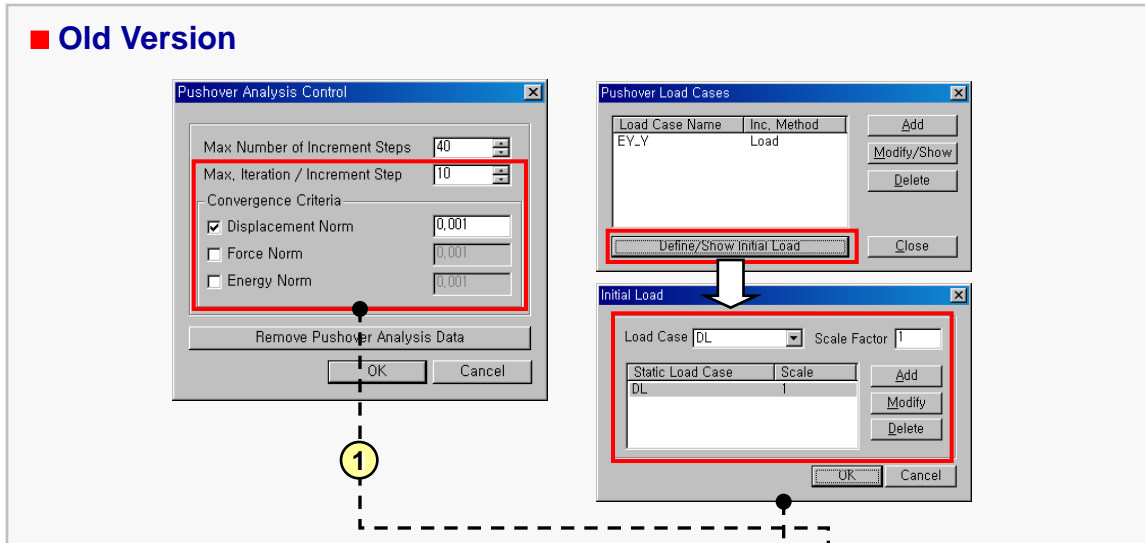 Old Version
Pushover Analysis Control
Max Number of Increment Steps 40
Max, Iteration / Increment Step 10
Convergence Criteria
Displacement Norm 0,001
Force Norm 0,001
Energy Norm 0,001
Remove Pushover Analysis Data
OK Cancel
1
Pushover Load Cases
Load Case Name Inc, Method
EY_Y Load
Add
Modify/Show
Delete
Define/Show Initial Load Close
Initial Load
Load Case DL Scale Factor 1
Static Load Case Scale
DL 1
Add
Modify
Delete
OK Cancel